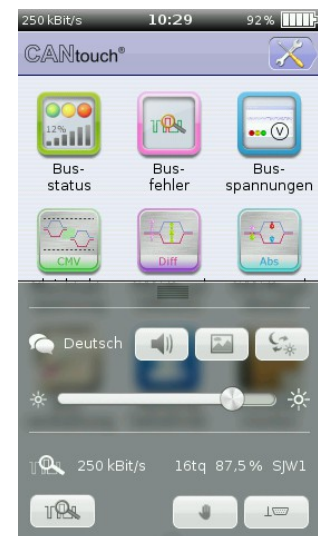 250 kBit/s 10:29 92%
CANtouch®
12%
V
Bus-
status
Bus-
fehler
Bus-
spannungen
CMV
Diff
Abs
Deutsch
250 kBit/s 16tq 87,5% SJW1